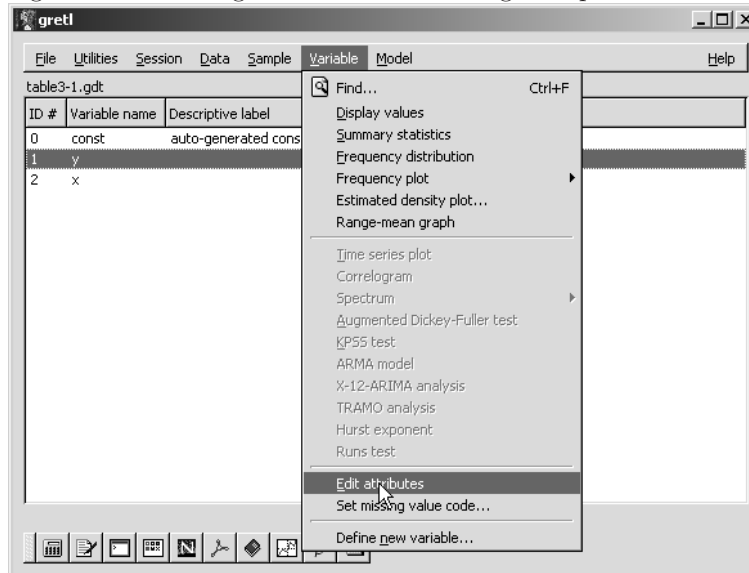 gretl
File Utilities Session Data Sample Variable Model Help
table3-1.gdt
ID # Variable name Descriptive label
0 const auto-generated cons
1 y
2 x
Find... Ctrl+F
Display values
Summary statistics
Frequency distribution
Frequency plot
Estimated density plot...
Range-mean graph
Time series plot
Correlogram
Spectrum
Augmented Dickey-Fuller test
KPSS test
ARMA model
X-12-ARIMA analysis
TRAMO analysis
Hurst exponent
Runs test
Edit attributes
Set missing value code...
Define new variable...